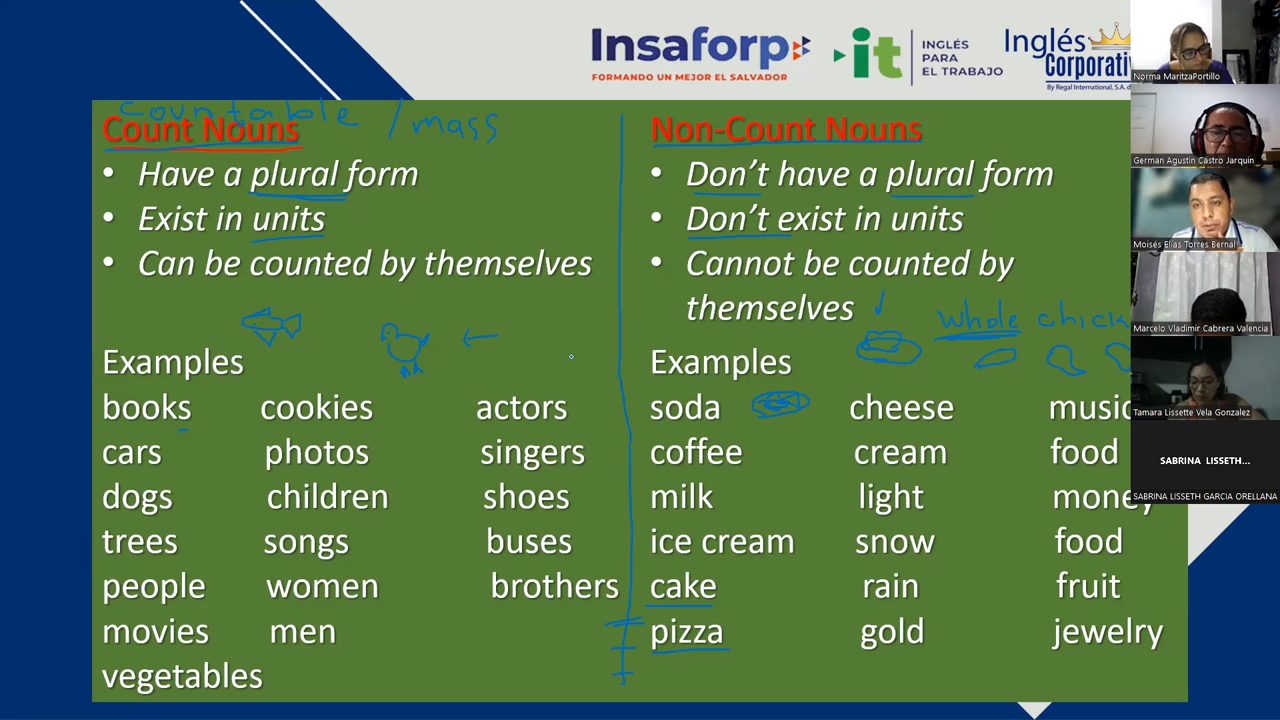 Insaforp
FORMANDO UN MEJOR EL SALVADOR
it
INGLÉS
PARA
EL TRABAJO
Inglés
Corporativ
By Regal International, S.A. d
Countable / mass
Count Nouns
• Have a plural form
• Exist in units
• Can be counted by themselves
Examples
books cookies actors
cars photos singers
dogs children shoes
trees songs buses
people women brothers
movies men
vegetables
Non-Count Nouns
• Don't have a plural form
• Don't exist in units
• Cannot be counted by
themselves
whole chick
Examples
soda cheese music
coffee cream food
milk light money
ice cream snow food
cake rain fruit
pizza gold jewelry
Norma MaritzaPortillo
German Agustin Castro Jarquin
Moisés Elías Torres Bernal
Marcelo Vladimir Cabrera Valencia
Tamara Lissette Vela Gonzalez
SABRINA LISSETH...
SABRINA LISSETH GARCIA ORELLANA